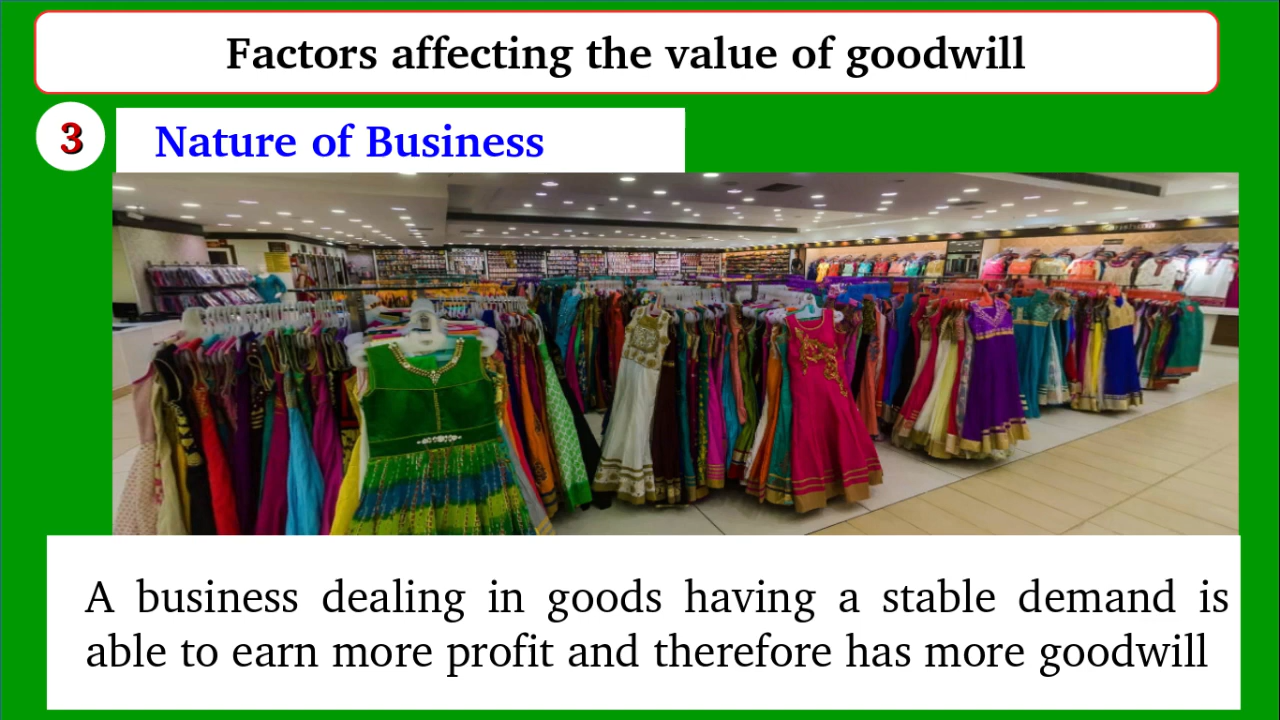 Factors affecting the value of goodwill
3
Nature of Business
A business dealing in goods having a stable demand is
able to earn more profit and therefore has more goodwill